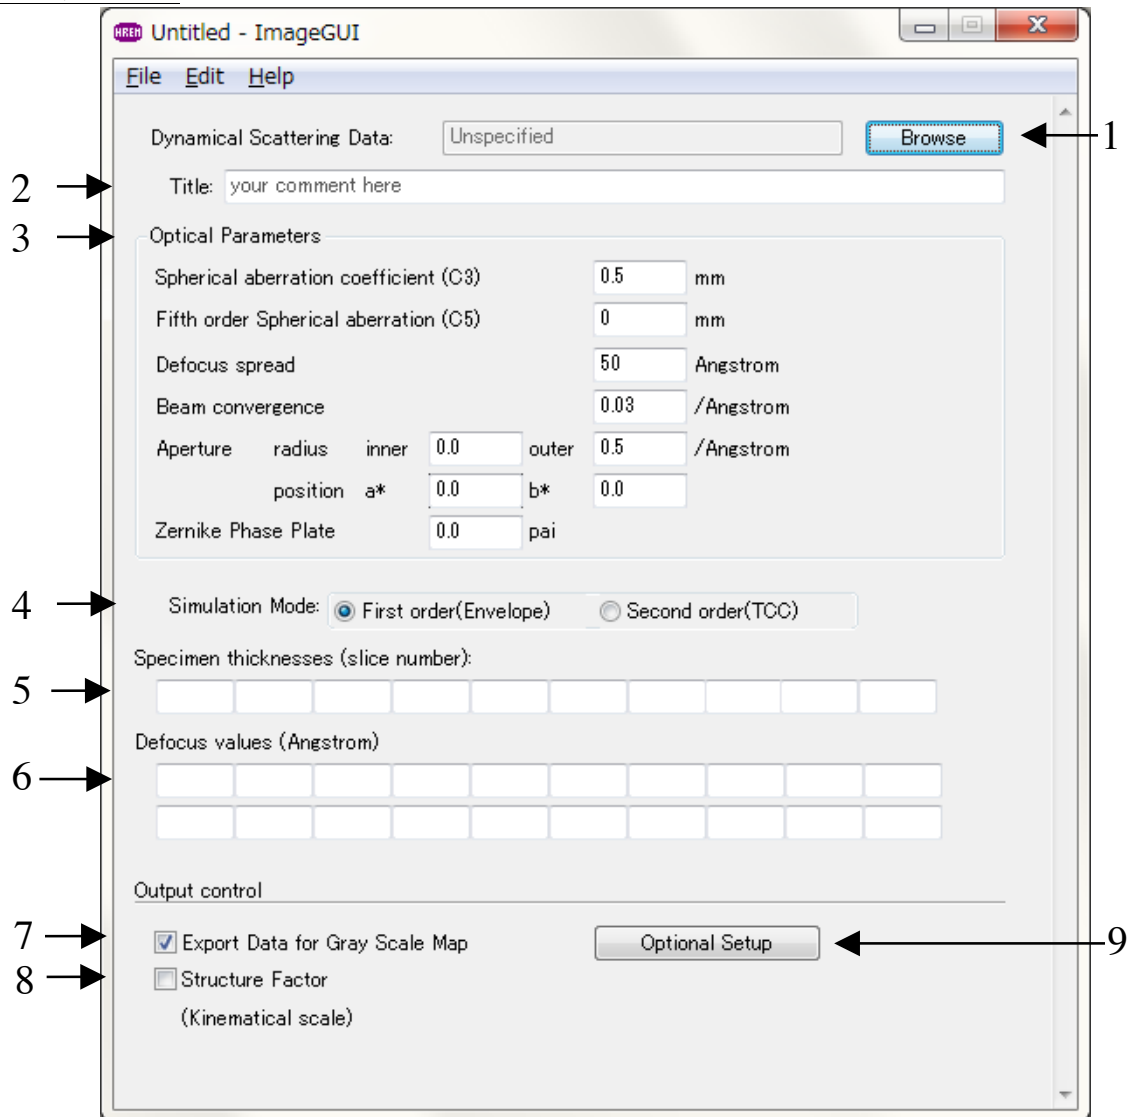 HREM Untitled - ImageGUI X
File Edit Help
Dynamical Scattering Data: Unspecified Browse 1
2 Title: your comment here
3 Optical Parameters
Spherical aberration coefficient (C3) 0.5 mm
Fifth order Spherical aberration (C5) 0 mm
Defocus spread 50 Angstrom
Beam convergence 0.03 /Angstrom
Aperture radius inner 0.0 outer 0.5 /Angstrom
position a* 0.0 b* 0.0
Zernike Phase Plate 0.0 pai
4 Simulation Mode: First order(Envelope) Second order(TCC)
Specimen thicknesses (slice number):
5
Defocus values (Angstrom)
6
Output control
7 Export Data for Gray Scale Map Optional Setup 9
8 Structure Factor
(Kinematical scale)